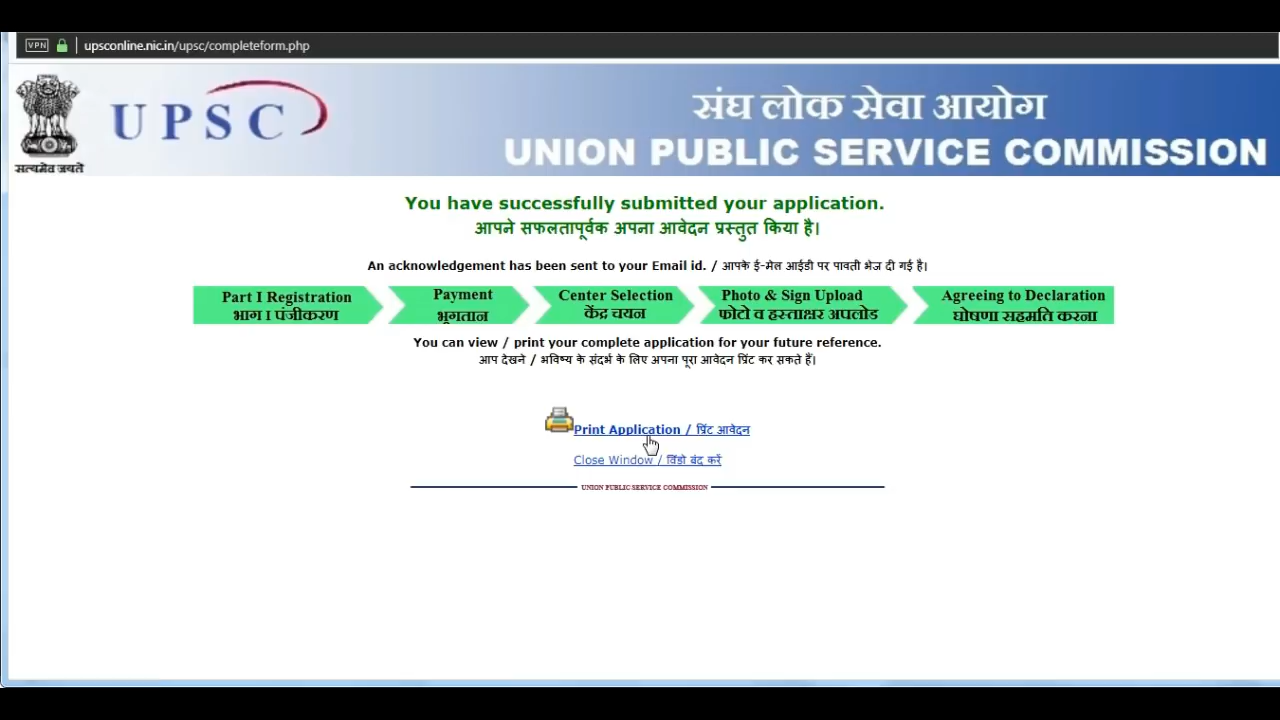 VPN upsconline.nic.in/upsc/completeform.php
सत्यमेव जयते
UPSC
संघ लोक सेवा आयोग
UNION PUBLIC SERVICE COMMISSION
You have successfully submitted your application.
आपने सफलतापूर्वक अपना आवेदन प्रस्तुत किया है।
An acknowledgement has been sent to your Email id. / आपके ई-मेल आईडी पर पावती भेज दी गई है।
Part I Registration
भाग I पंजीकरण
Payment
भुगतान
Center Selection
केंद्र चयन
Photo & Sign Upload
फोटो व हस्ताक्षर अपलोड
Agreeing to Declaration
घोषणा सहमति करना
You can view / print your complete application for your future reference.
आप देखने / भविष्य के संदर्भ के लिए अपना पूरा आवेदन प्रिंट कर सकते हैं।
Print Application / प्रिंट आवेदन
Close Window / विंडो बंद करें
UNION PUBLIC SERVICE COMMISSION